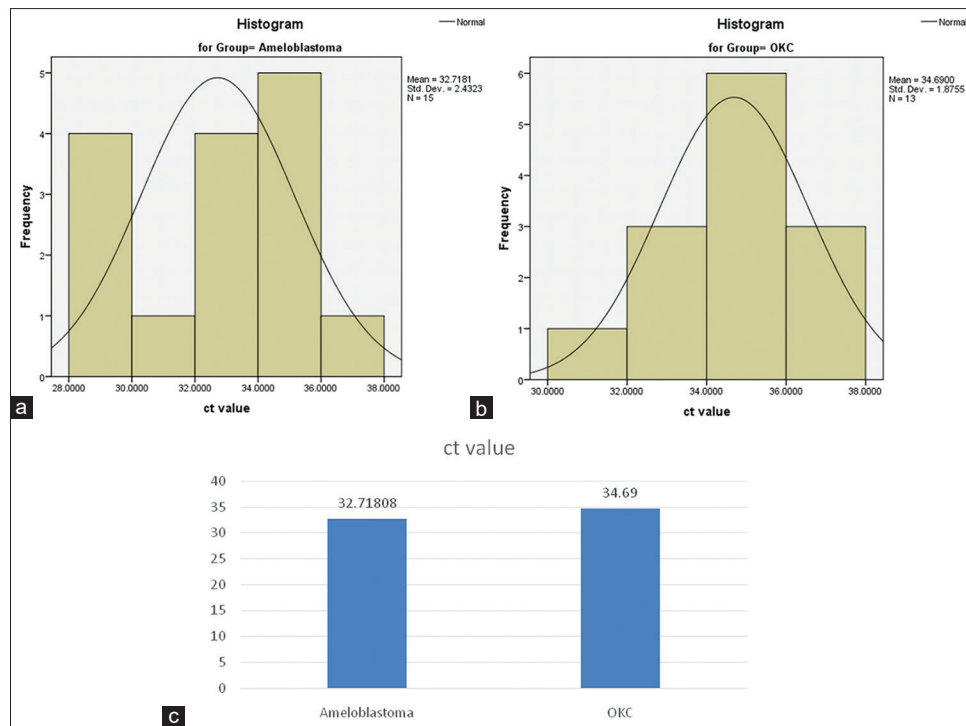 Histogram
Normal
for Group= Ameloblastoma
Mean = 32.7181
Std. Dev. = 2.4323
N = 15
5
4
3
2
1
0
Frequency
28.0000 30.0000 32.0000 34.0000 36.0000 38.0000
ct value
a
Histogram
Normal
for Group= OKC
Mean = 34.6900
Std. Dev. = 1.8755
N = 13
6
5
4
3
2
1
0
Frequency
30.0000 32.0000 34.0000 36.0000 38.0000
ct value
b
ct value
40
35
30
25
20
15
10
5
0
32.71808
34.69
Ameloblastoma OKC
c